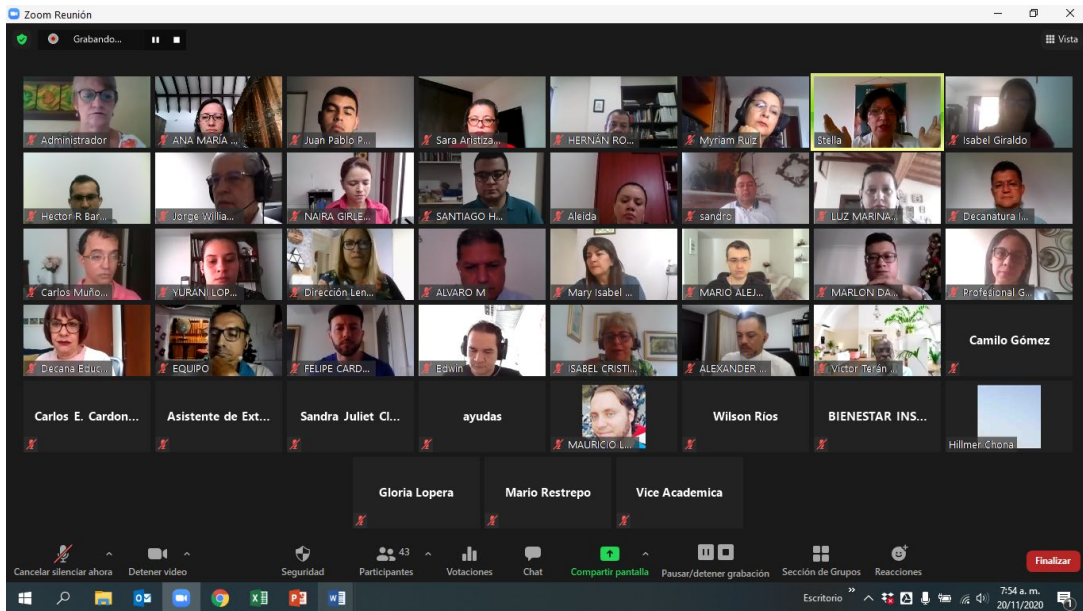 Zoom Reunión
Grabando...
Vista
Administrador
ANA MARÍA ...
Juan Pablo P...
Sara Aristiza...
HERNÁN RO...
Myriam Ruiz
Stella
Isabel Giraldo
Hector R Bar...
Jorge Willia...
NAIRA GIRLE...
SANTIAGO H...
Aleida
sandro
LUZ MARINA...
Decanatura I...
Carlos Muño...
YURANI LOP...
Dirección Len...
ALVARO M
Mary Isabel ...
MARIO ALEJ...
MARLON DA...
Profesional G...
Decana Educ...
EQUIPO
FELIPE CARD...
Edwin
ISABEL CRISTI...
ALEXANDER ...
Victor Terán ...
Camilo Gómez
Carlos E. Cardon...
Asistente de Ext...
Sandra Juliet Cl...
ayudas
MAURICIO L...
Wilson Rios
BIENESTAR INS...
Hillmer Chona
Gloria Lopera
Mario Restrepo
Vice Academica
Cancelar silenciar ahora
Detener video
Seguridad
43
Participantes
Votaciones
Chat
Compartir pantalla
Pausar/detener grabación
Sección de Grupos
Reacciones
Finalizar
Escritorio
7:54 a. m.
20/11/2020
1